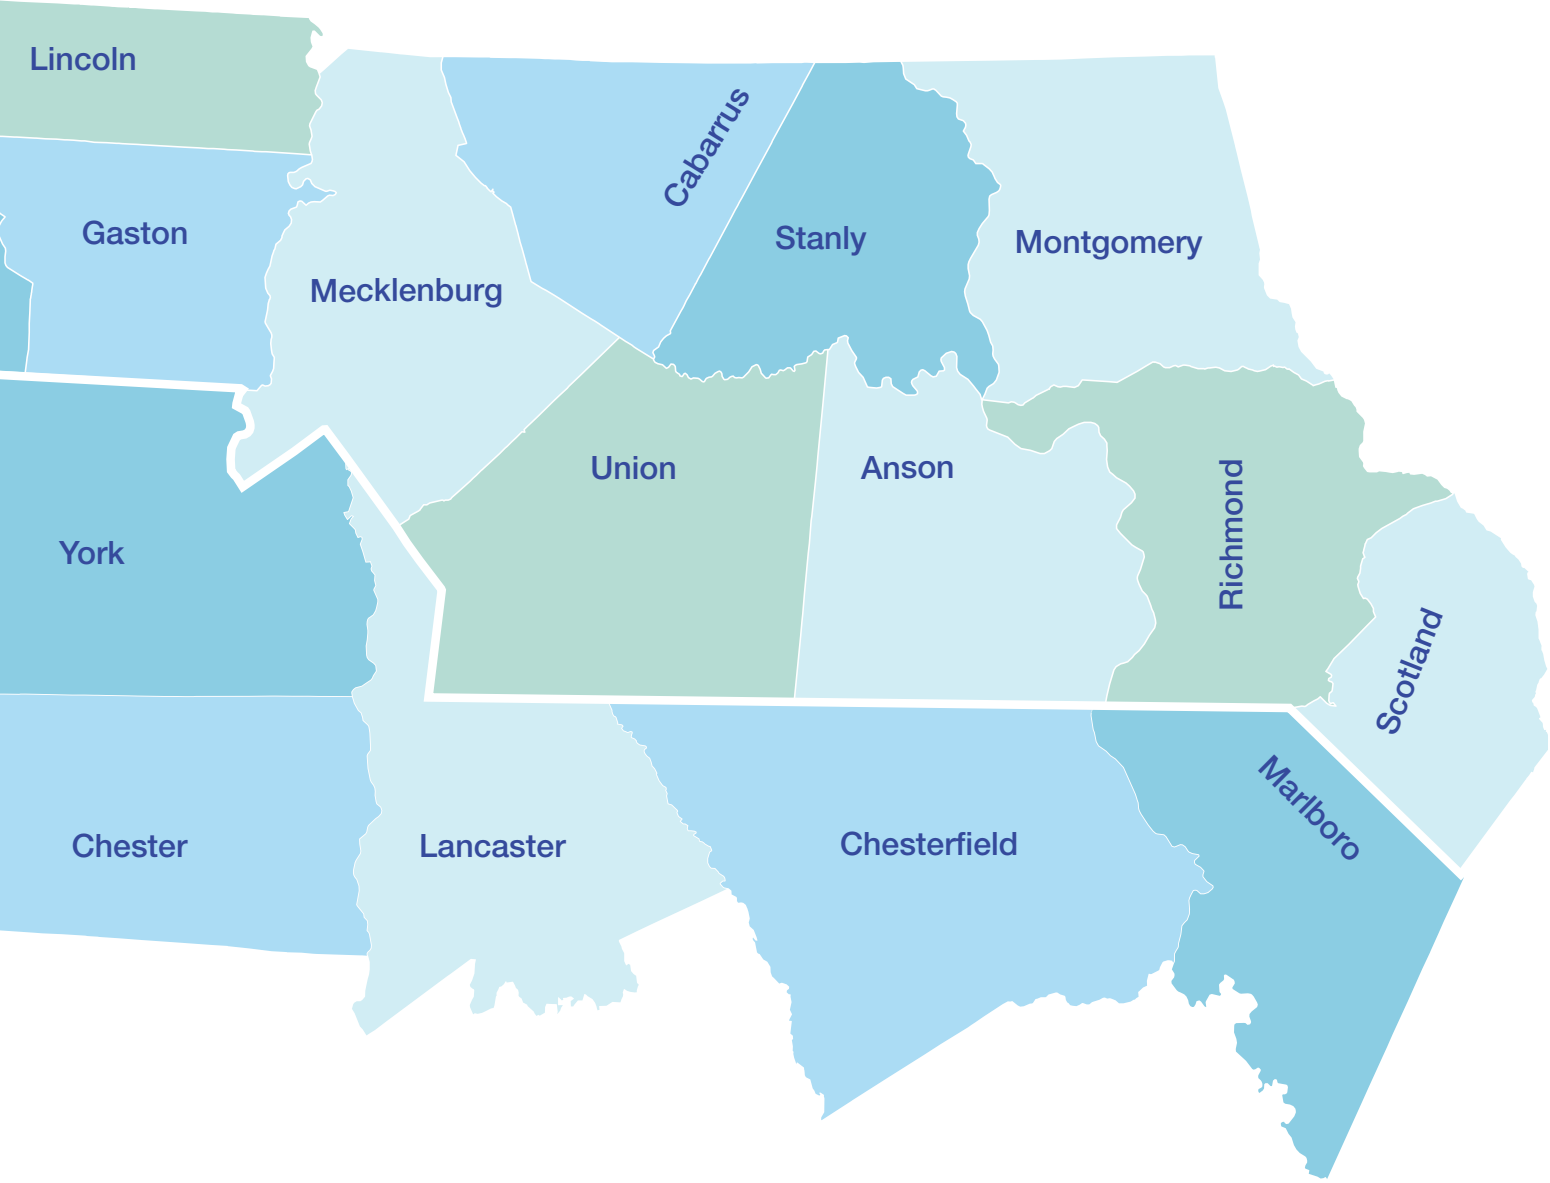 Lincoln
Cabarrus
Gaston
Stanly
Montgomery
Mecklenburg
Union
Anson
Richmond
York
Scotland
Marlboro
Chester
Lancaster
Chesterfield